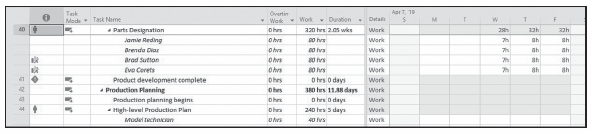 Task Mode Task Name Overtime Work Work Duration Details Apr 7, '19 S M T W T F S
40 Parts Designation 0 hrs 320 hrs 2.05 wks Work 28h 32h 32h
Jamie Reding 0 hrs 80 hrs Work 7h 8h 8h
Brenda Diaz 0 hrs 80 hrs Work 7h 8h 8h
Brad Sutton 0 hrs 80 hrs Work 7h 8h 8h
Eva Corets 0 hrs 80 hrs Work 7h 8h 8h
41 Product development complete 0 hrs 0 hrs 0 days Work
42 Production Planning 0 hrs 380 hrs 11.88 days Work
43 Production planning begins 0 hrs 0 hrs 0 days Work
44 High-level Production Plan 0 hrs 240 hrs 5 days Work
Model technician 0 hrs 40 hrs Work